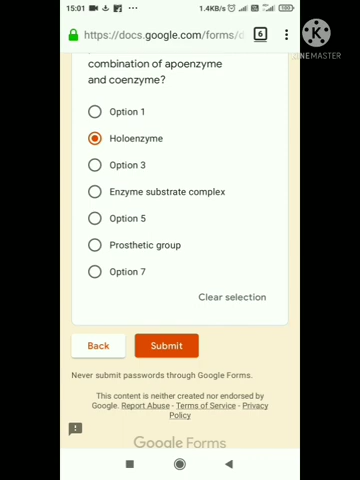 15:01 1.4KB/s 100
https://docs.google.com/forms/d 6
KINEMASTER
combination of apoenzyme
and coenzyme?
Option 1
Holoenzyme
Option 3
Enzyme substrate complex
Option 5
Prosthetic group
Option 7
Clear selection
Back Submit
Never submit passwords through Google Forms.
This content is neither created nor endorsed by
Google. Report Abuse - Terms of Service - Privacy
Policy
Google Forms